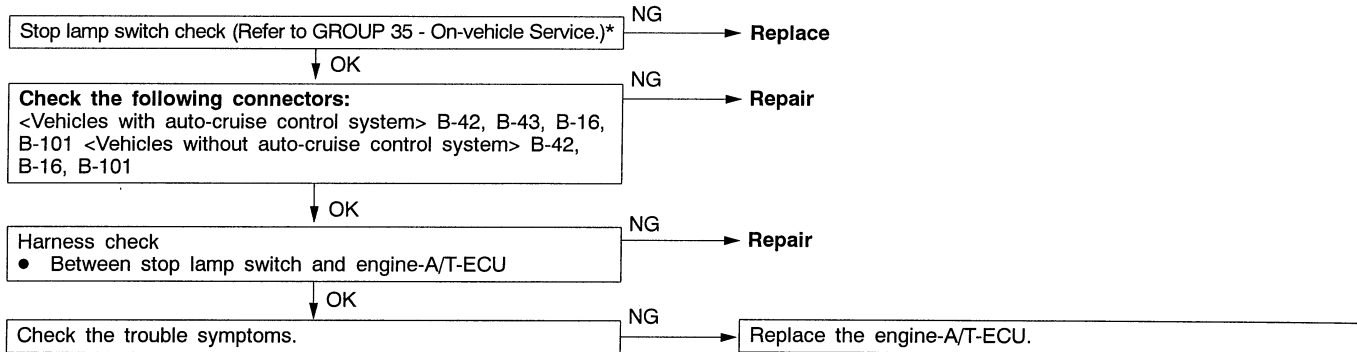 Stop lamp switch check (Refer to GROUP 35 - On-vehicle Service.)*
NG
Replace
OK
Check the following connectors:
<Vehicles with auto-cruise control system> B-42, B-43, B-16,
B-101 <Vehicles without auto-cruise control system> B-42,
B-16, B-101
NG
Repair
OK
Harness check
● Between stop lamp switch and engine-A/T-ECU
NG
Repair
OK
Check the trouble symptoms.
NG
Replace the engine-A/T-ECU.